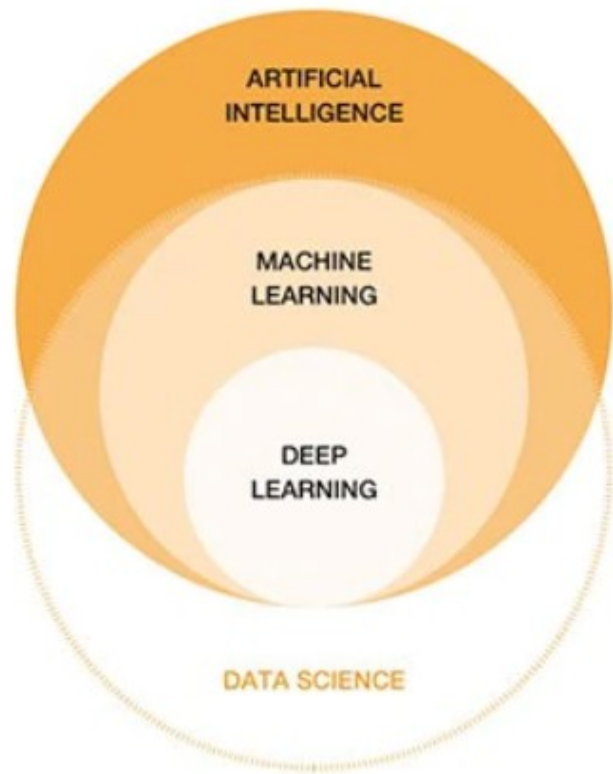 ARTIFICIAL
INTELLIGENCE
MACHINE
LEARNING
DEEP
LEARNING
DATA SCIENCE